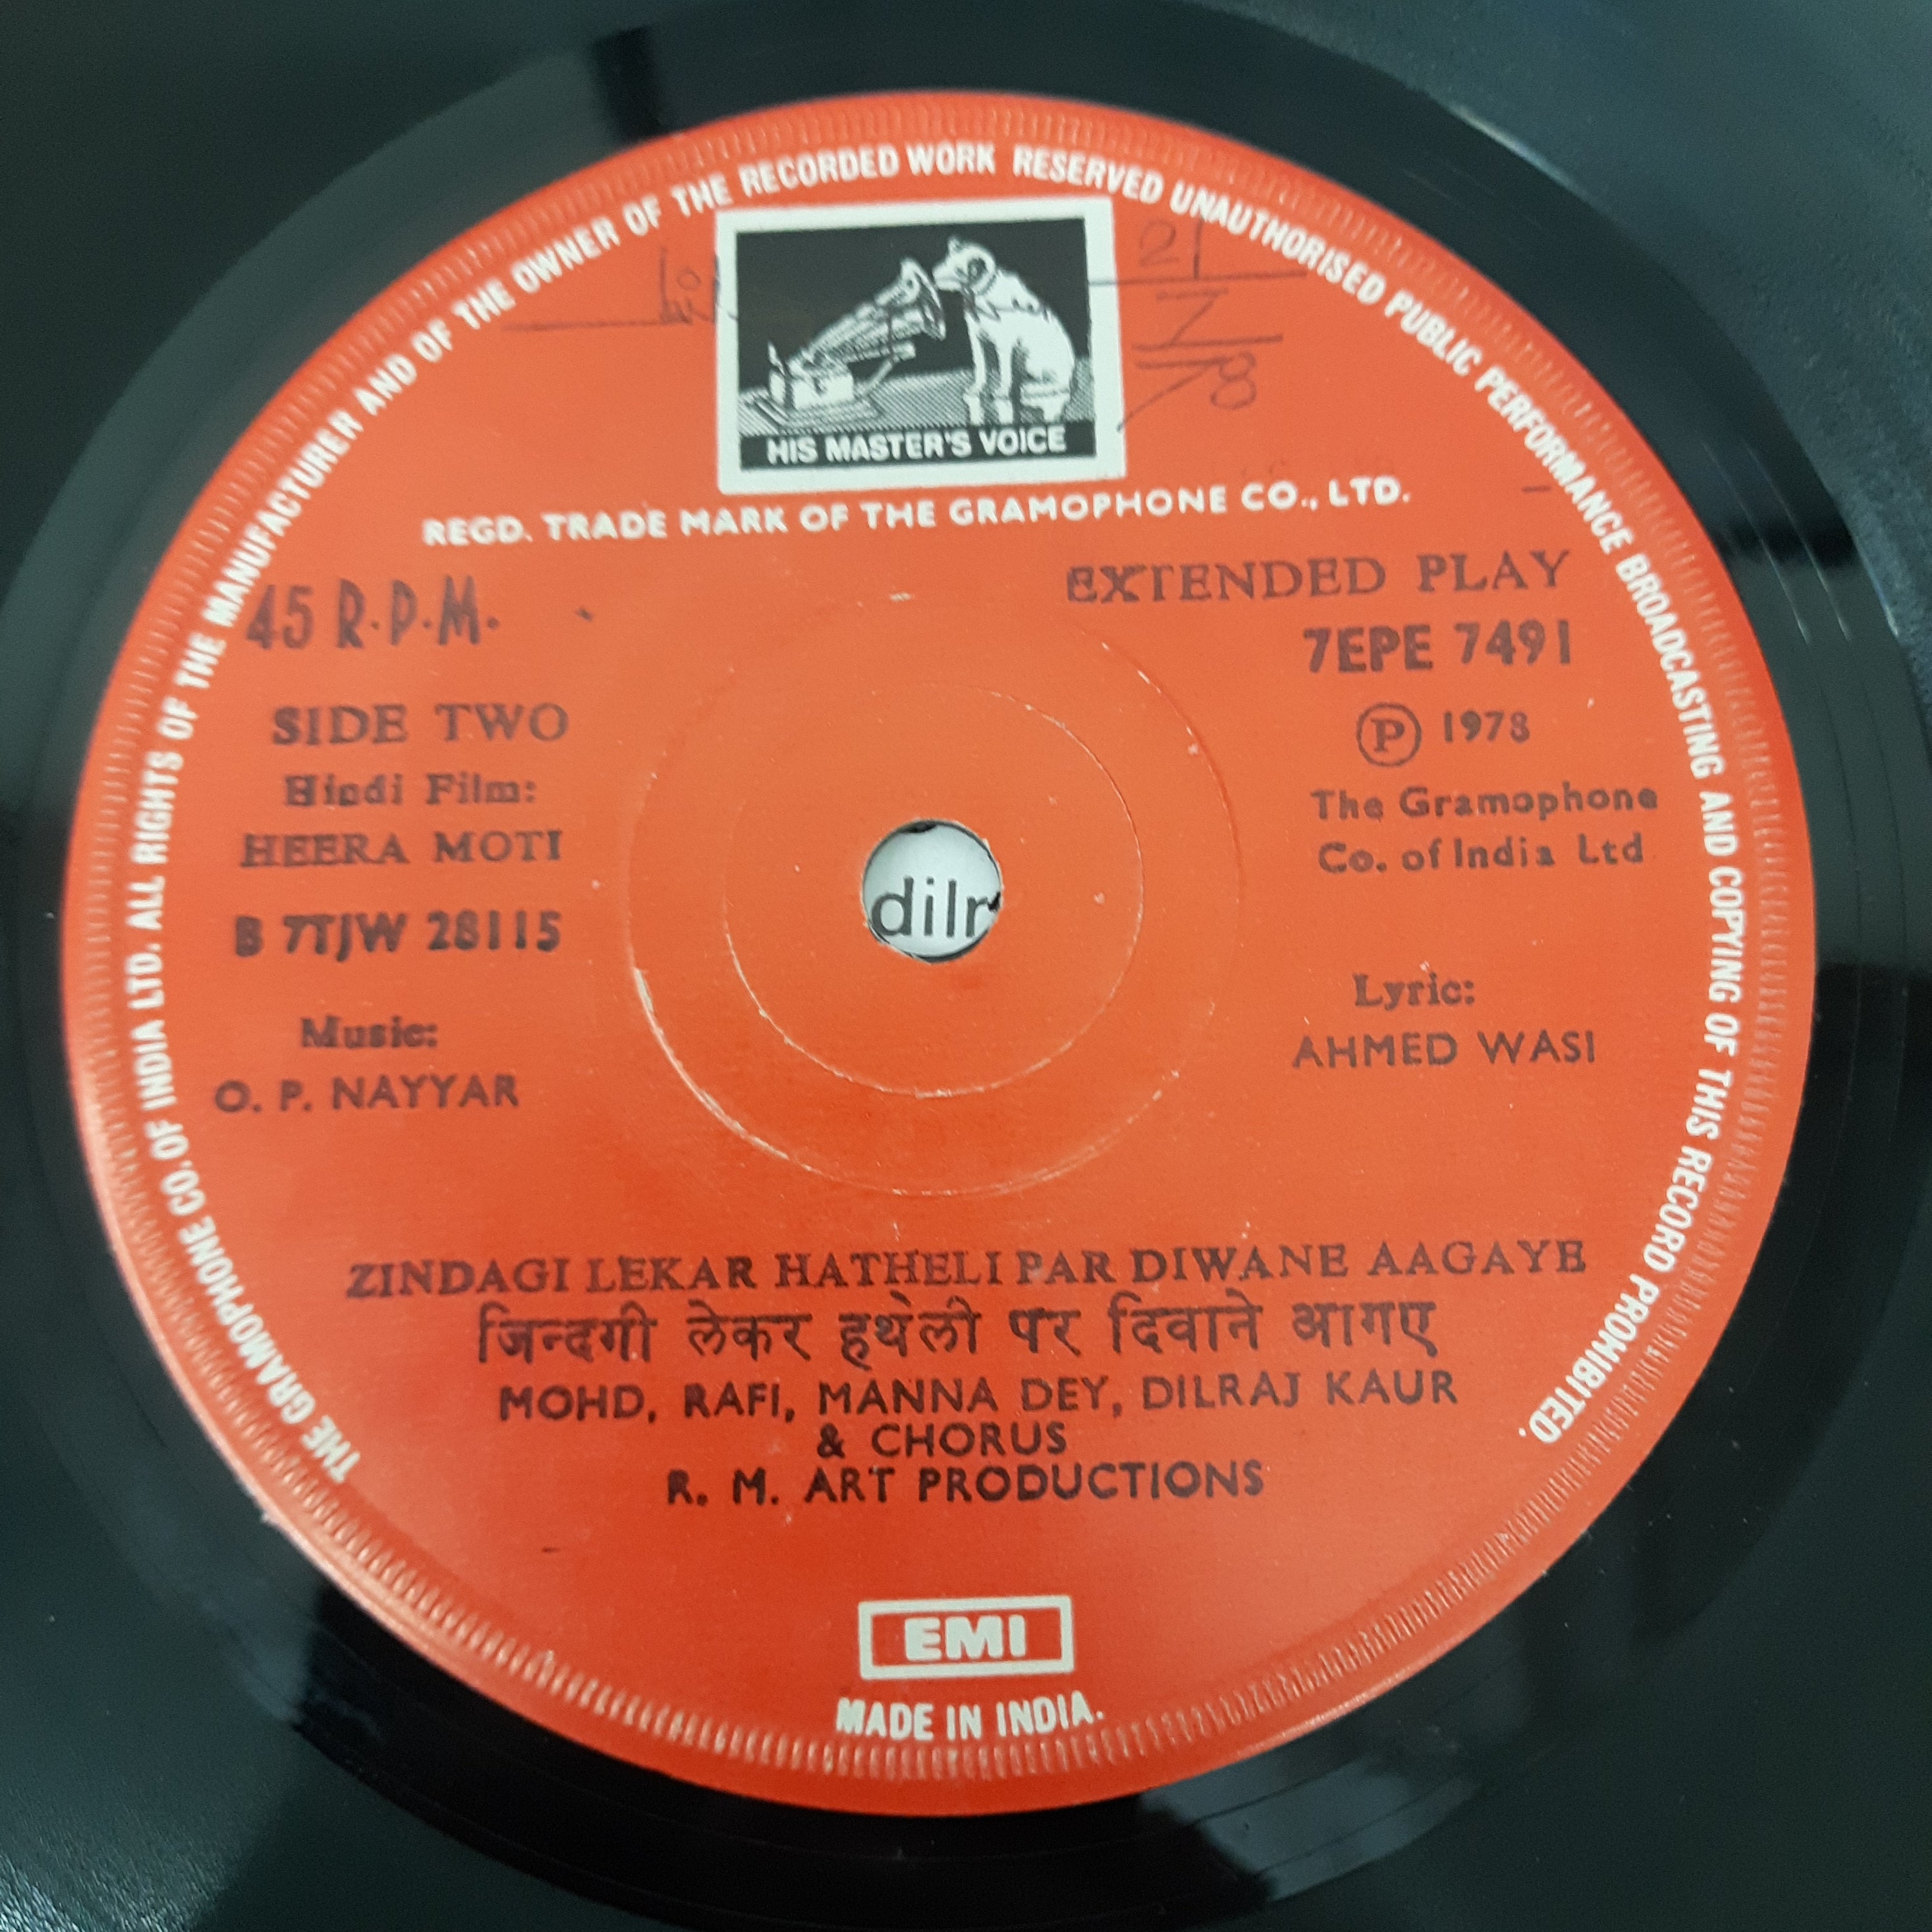 THE GRAMOPHONE CO. OF INDIA LTD. ALL RIGHTS OF THE MANUFACTURER AND OF THE OWNER OF THE RECORDED WORK RESERVED UNAUTHORISED PUBLIC PERFORMANCE BROADCASTING AND COPYING OF THIS RECORD PROHIBITED.
21
7
78
HIS MASTER'S VOICE
REGD. TRADE MARK OF THE GRAMOPHONE CO., LTD.
45 R.P.M.
EXTENDED PLAY
7EPE 7491
SIDE TWO
Ⓟ 1978
Hindi Film:
The Gramophone
HEERA MOTI
Co. of India Ltd
dilr
B 7TJW 28115
Lyric:
Music:
AHMED WASI
O. P. NAYYAR
ZINDAGI LEKAR HATHELI PAR DIWANE AAGAYE
जिन्दगी लेकर हथेली पर दिवाने आगए
MOHD, RAFI, MANNA DEY, DILRAJ KAUR
& CHORUS
R. M. ART PRODUCTIONS
EMI
MADE IN INDIA.